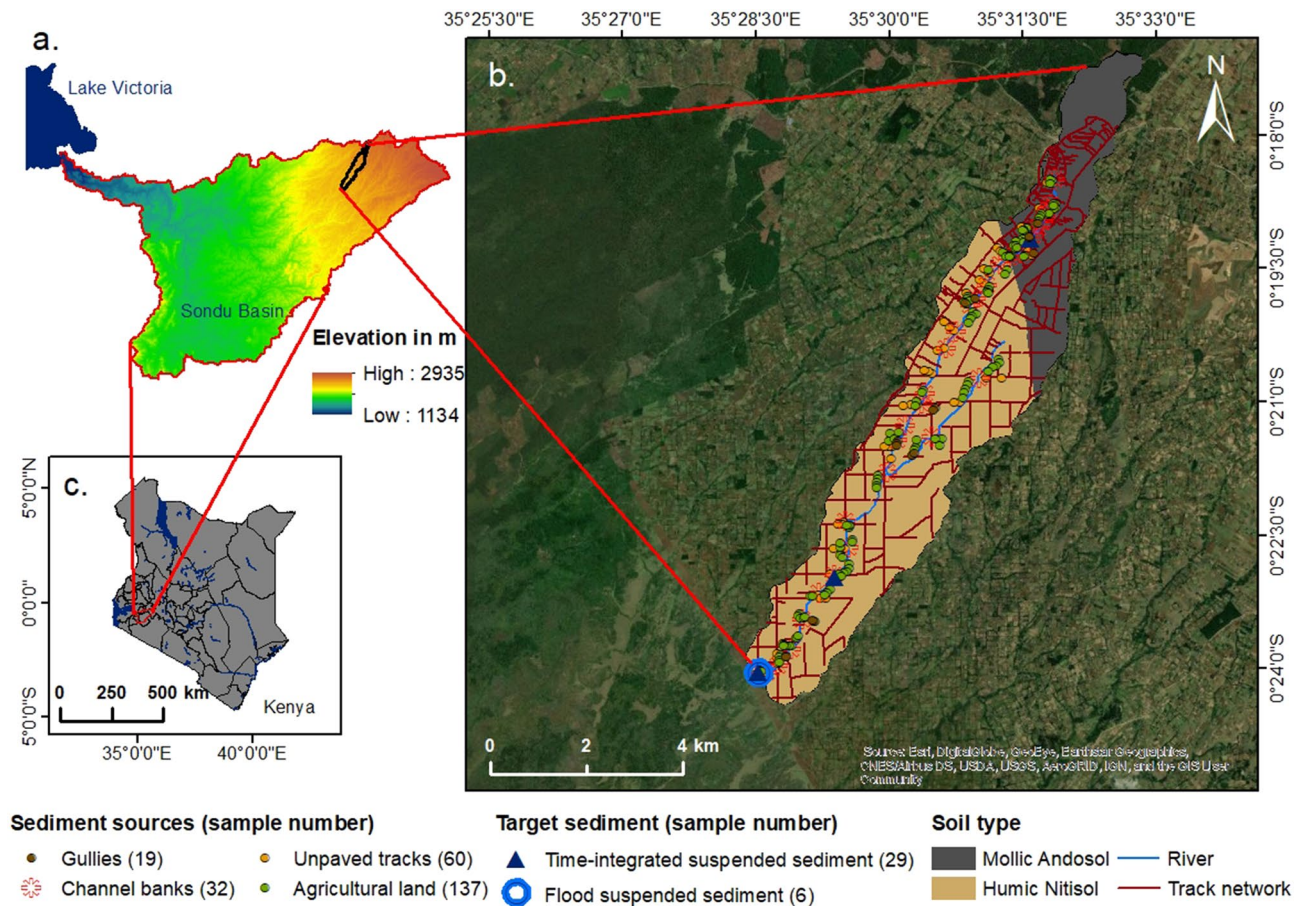 a.
Lake Victoria
Sondu Basin
Elevation in m
High : 2935
Low : 1134
b.
35°25'30"E 35°27'0"E 35°28'30"E 35°30'0"E 35°31'30"E 35°33'0"E
N
0°18'0"S
0°19'30"S
0°21'0"S
0°22'30"S
0°24'0"S
0 2 4 km
Source: Esri, DigitalGlobe, GeoEye, Earthstar Geographics,
CNES/Airbus DS, USDA, USGS, AeroGRID, IGN, and the GIS User
Community
c.
5°0'0"N
0°0'0"
5°0'0"S
0 250 500 km
Kenya
35°0'0"E 40°0'0"E
Sediment sources (sample number)
Gullies (19)
Unpaved tracks (60)
Channel banks (32)
Agricultural land (137)
Target sediment (sample number)
Time-integrated suspended sediment (29)
Flood suspended sediment (6)
Soil type
Mollic Andosol
River
Humic Nitisol
Track network